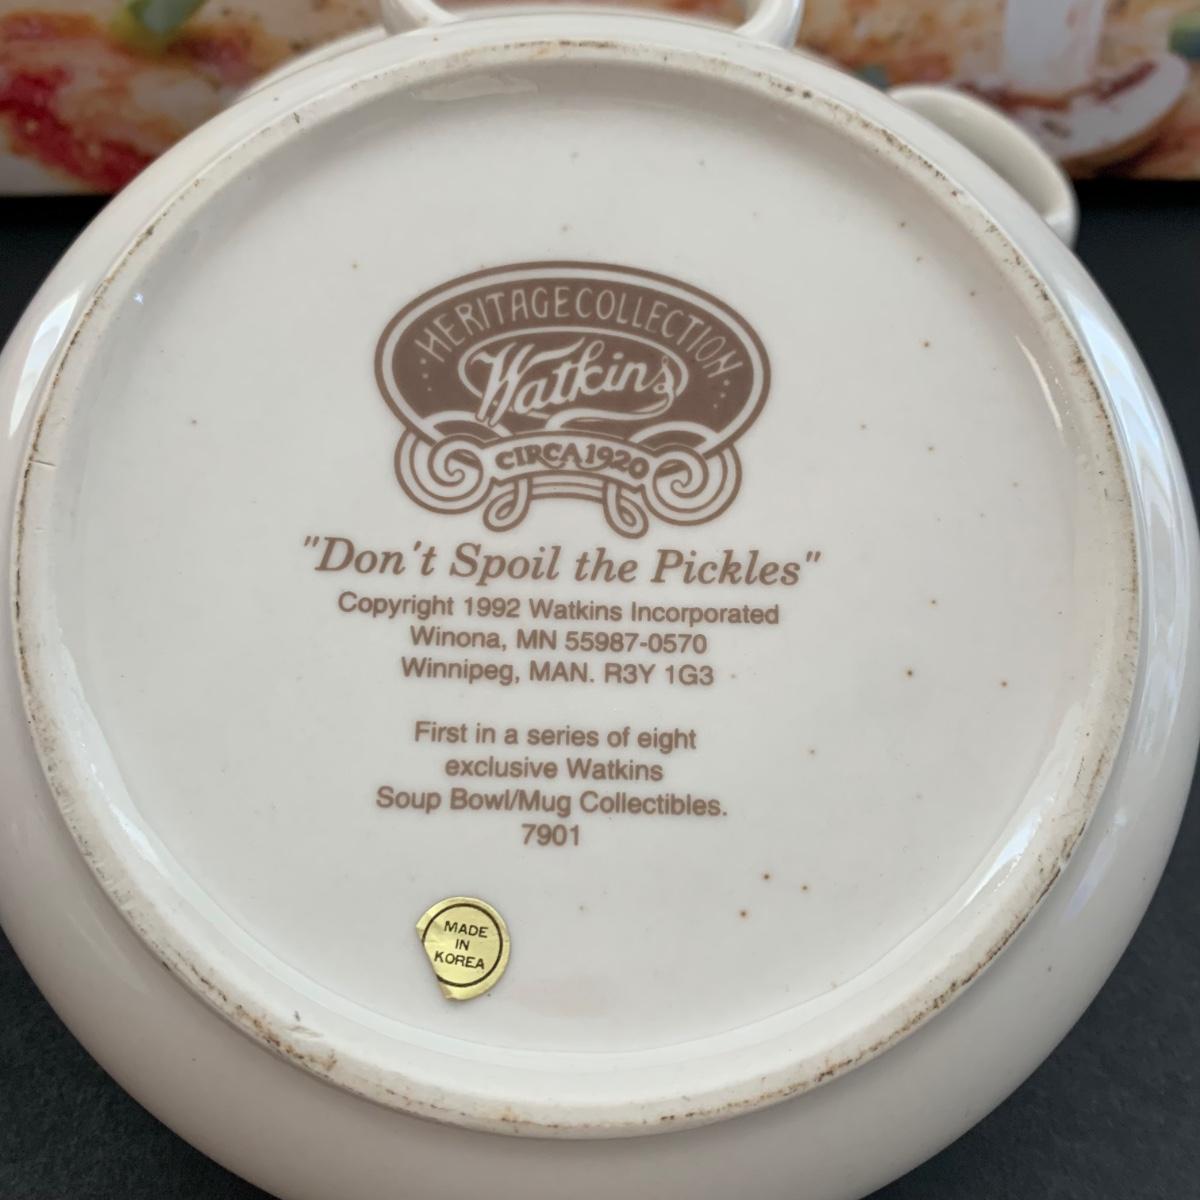 HERITAGE COLLECTION
Watkins
CIRCA 1920
"Don't Spoil the Pickles"
Copyright 1992 Watkins Incorporated
Winona, MN 55987-0570
Winnipeg, MAN. R3Y 1G3
First in a series of eight
exclusive Watkins
Soup Bowl/Mug Collectibles.
7901
MADE
IN
KOREA